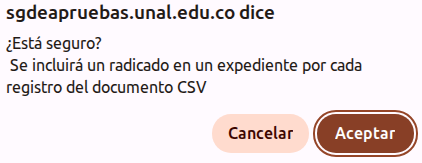 sgdeapruebas.unal.edu.co dice
¿Está seguro?
Se incluirá un radicado en un expediente por cada
registro del documento CSV
Cancelar Aceptar